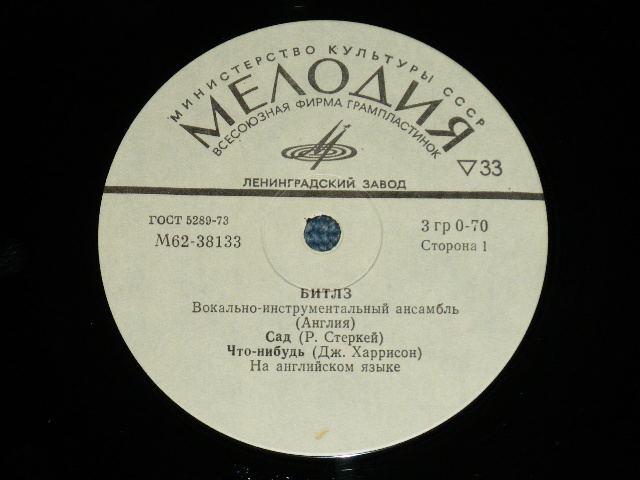 МИНИСТЕРСТВО КУЛЬТУРЫ СССР
МЕЛОДИЯ
ВСЕСОЮЗНАЯ ФИРМА ГРАМПЛАСТИНОК
▽33
ЛЕНИНГРАДСКИЙ ЗАВОД
ГОСТ 5289-73
М62-38133
3 гр 0-70
Сторона 1
БИТЛЗ
Вокально-инструментальный ансамбль
(Англия)
Сад (Р. Стеркей)
Что-нибудь (Дж. Харрисон)
На английском языке